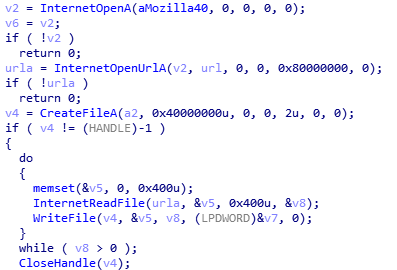 v2 = InternetOpenA(aMozilla40, 0, 0, 0, 0);
v6 = v2;
if ( !v2 )
  return 0;
urla = InternetOpenUrlA(v2, url, 0, 0, 0x80000000, 0);
if ( !urla )
  return 0;
v4 = CreateFileA(a2, 0x40000000u, 0, 0, 2u, 0, 0);
if ( v4 != (HANDLE)-1 )
{
  do
  {
    memset(&v5, 0, 0x400u);
    InternetReadFile(urla, &v5, 0x400u, &v8);
    WriteFile(v4, &v5, v8, (LPDWORD)&v7, 0);
  }
  while ( v8 > 0 );
  CloseHandle(v4);